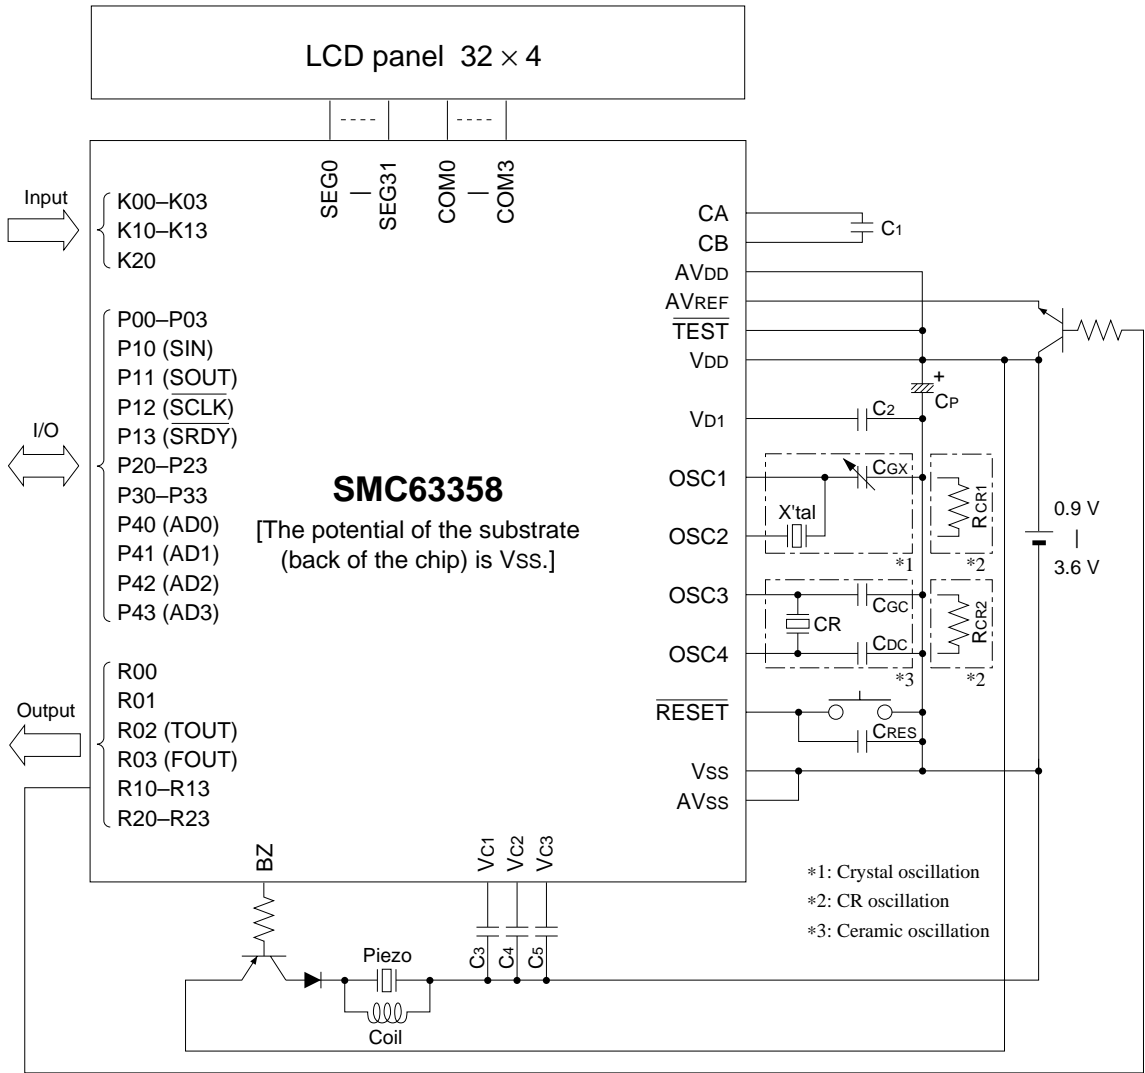 LCD panel 32 × 4
SEG0
SEG31
COM0
COM3
Input
K00–K03
K10–K13
K20
I/O
P00–P03
P10 (SIN)
P11 (SOUT)
P12 (SCLK)
P13 (SRDY)
P20–P23
P30–P33
P40 (AD0)
P41 (AD1)
P42 (AD2)
P43 (AD3)
Output
R00
R01
R02 (TOUT)
R03 (FOUT)
R10–R13
R20–R23
SMC63358
[The potential of the substrate
(back of the chip) is VSS.]
CA
CB
AVDD
AVREF
TEST
VDD
VD1
OSC1
OSC2
OSC3
OSC4
RESET
VSS
AVSS
C1
+
CP
C2
CGX
X'tal
*1
RCR1
*2
CGC
CR
CDC
*3
RCR2
*2
CRES
0.9 V
|
3.6 V
BZ
VC1
VC2
VC3
C3
C4
C5
Piezo
Coil
*1: Crystal oscillation
*2: CR oscillation
*3: Ceramic oscillation